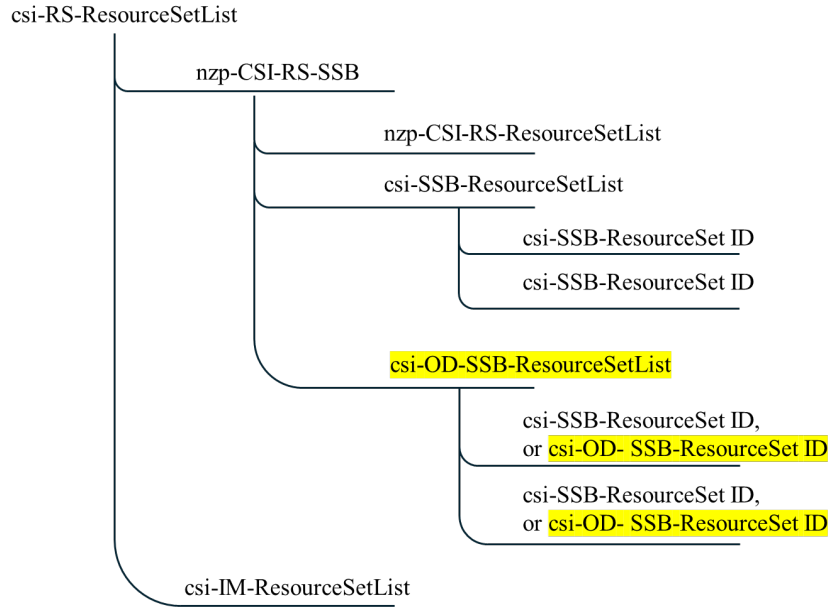 csi-RS-ResourceSetList
nzp-CSI-RS-SSB
nzp-CSI-RS-ResourceSetList
csi-SSB-ResourceSetList
csi-SSB-ResourceSet ID
csi-SSB-ResourceSet ID
csi-OD-SSB-ResourceSetList
csi-SSB-ResourceSet ID,
or csi-OD- SSB-ResourceSet ID
csi-SSB-ResourceSet ID,
or csi-OD- SSB-ResourceSet ID
csi-IM-ResourceSetList